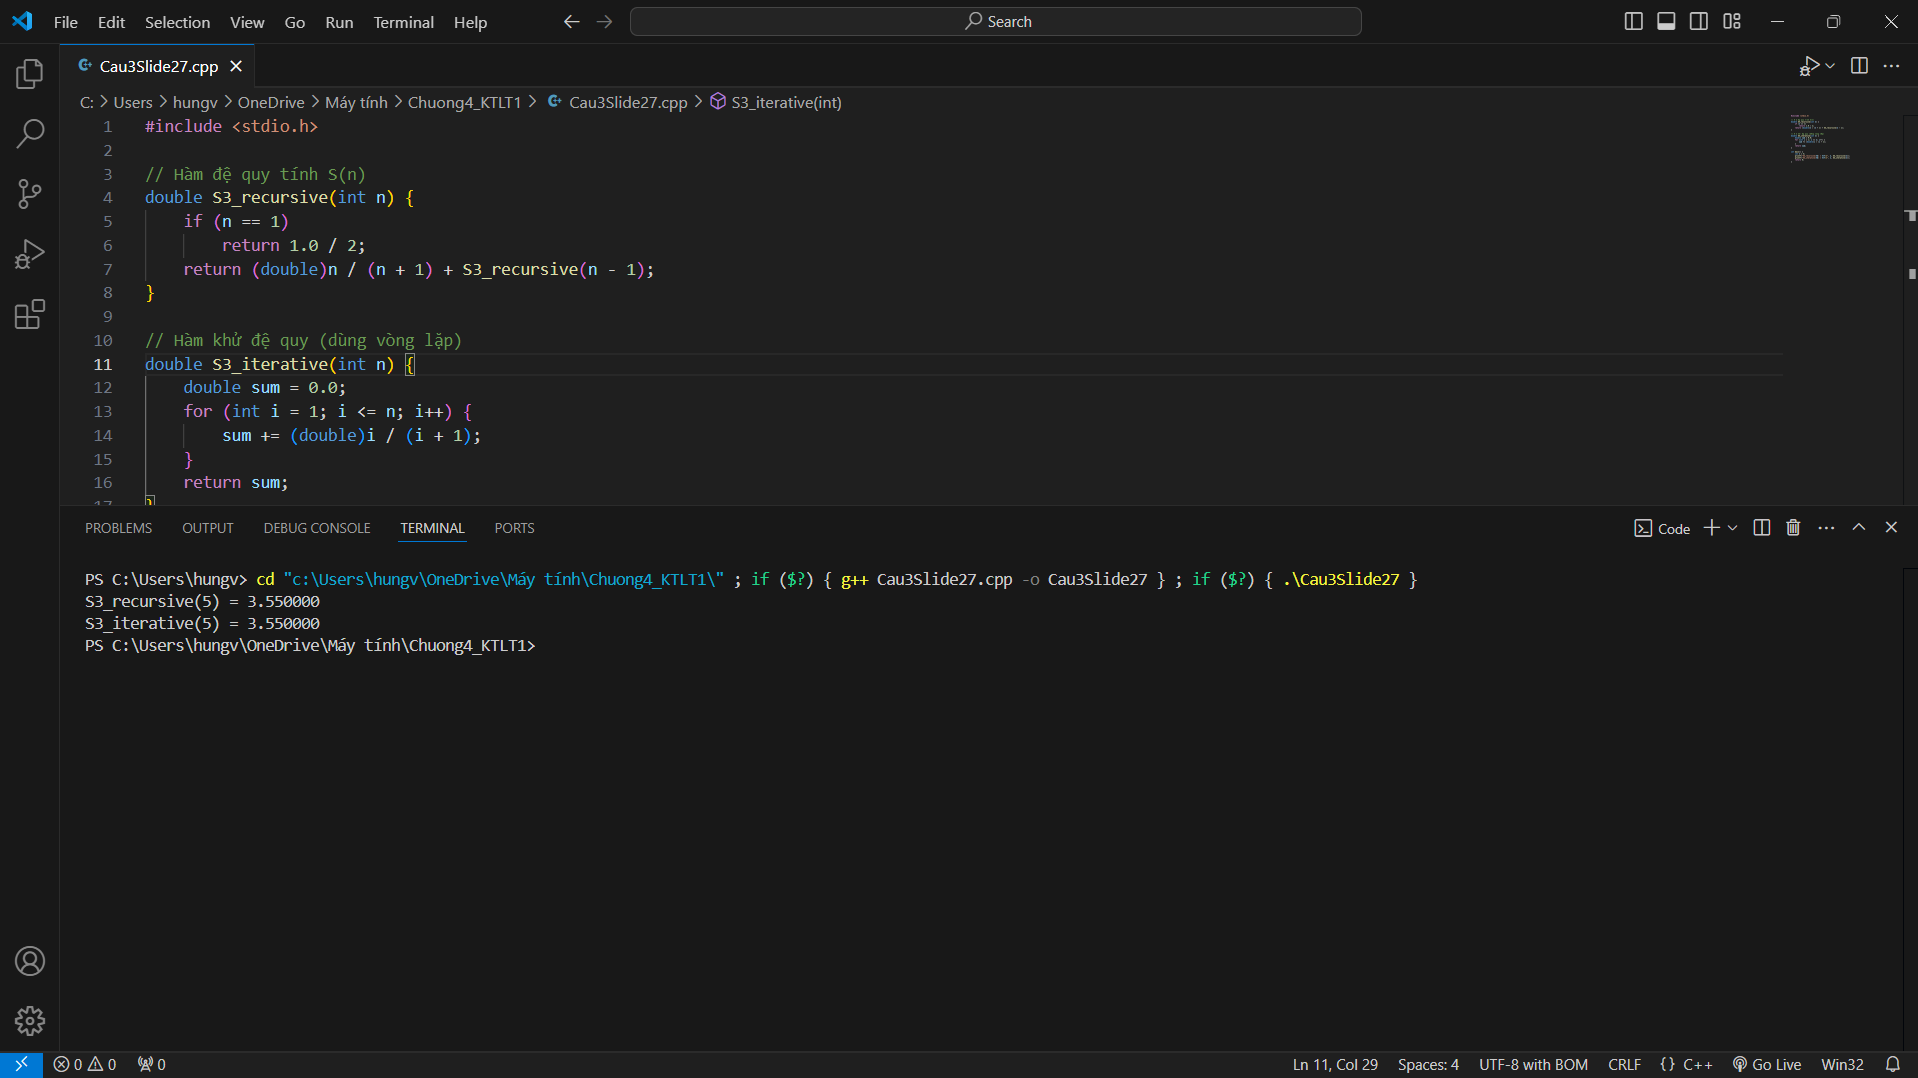 File Edit Selection View Go Run Terminal Help
Search
Cau3Slide27.cpp
C: > Users > hungv > OneDrive > Máy tính > Chuong4_KTLT1 > Cau3Slide27.cpp > S3_iterative(int)
1 #include <stdio.h>
2
3 // Hàm đệ quy tính S(n)
4 double S3_recursive(int n) {
5 if (n == 1)
6 return 1.0 / 2;
7 return (double)n / (n + 1) + S3_recursive(n - 1);
8 }
9
10 // Hàm khử đệ quy (dùng vòng lặp)
11 double S3_iterative(int n) {
12 double sum = 0.0;
13 for (int i = 1; i <= n; i++) {
14 sum += (double)i / (i + 1);
15 }
16 return sum;
17 }
PROBLEMS OUTPUT DEBUG CONSOLE TERMINAL PORTS
Code
PS C:\Users\hungv> cd "c:\Users\hungv\OneDrive\Máy tính\Chuong4_KTLT1\" ; if ($?) { g++ Cau3Slide27.cpp -o Cau3Slide27 } ; if ($?) { .\Cau3Slide27 }
S3_recursive(5) = 3.550000
S3_iterative(5) = 3.550000
PS C:\Users\hungv\OneDrive\Máy tính\Chuong4_KTLT1>
0 0 0
Ln 11, Col 29 Spaces: 4 UTF-8 with BOM CRLF {} C++ Go Live Win32